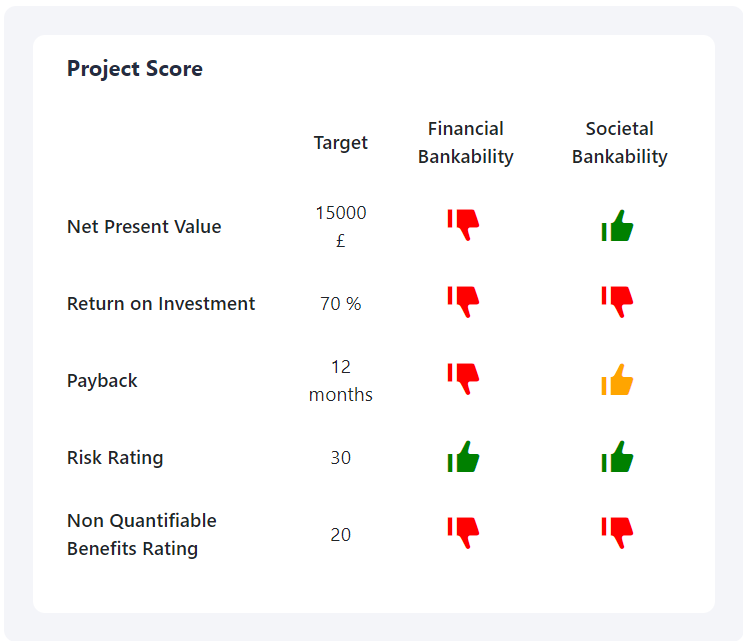 Project Score
Target
Financial
Bankability
Societal
Bankability
Net Present Value
15000
£
Return on Investment
70 %
Payback
12
months
Risk Rating
30
Non Quantifiable
Benefits Rating
20